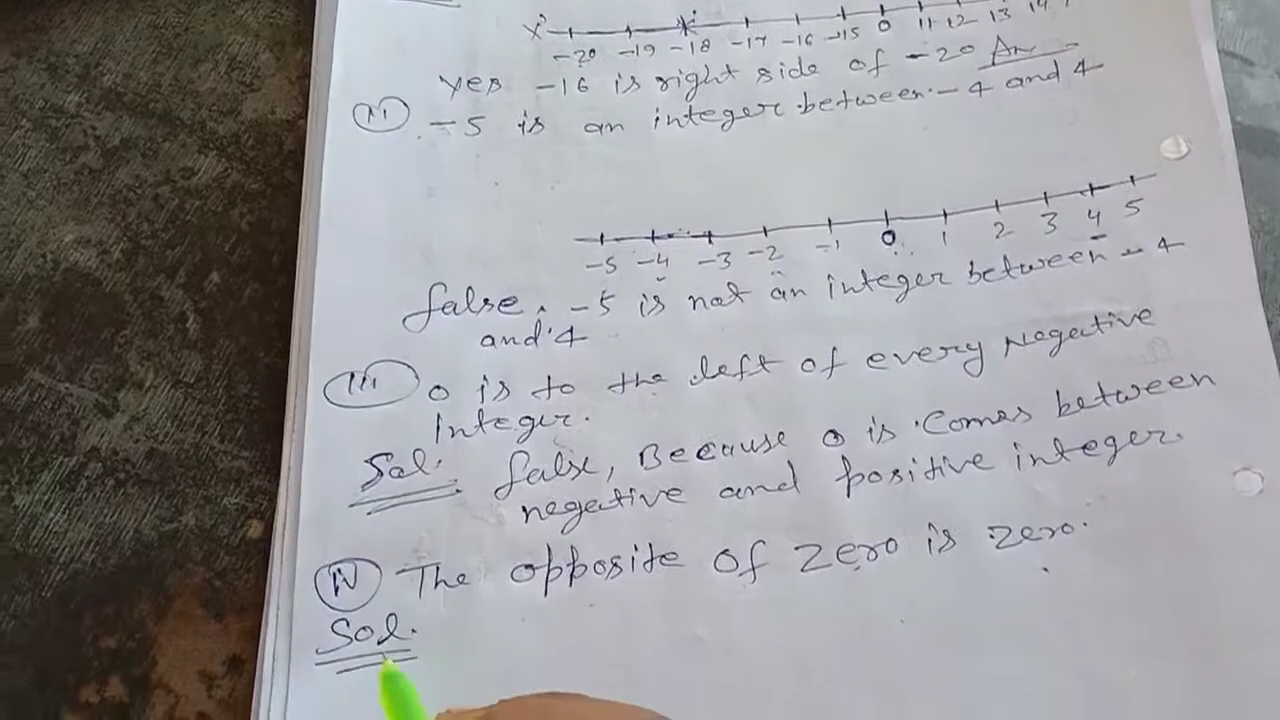 -20 -19 -18 -17 -16 -15 0 11 12 13 14
Yes -16 is right side of -20 An
II -5 is an integer between -4 and 4
-5 -4 -3 -2 -1 0 1 2 3 4 5
false. -5 is not an integer between -4
and 4
III 0 is to the left of every Negative
Integer.
Sol. false, Because 0 is comes between
negative and positive integer.
IV The opposite of zero is zero.
Sol.